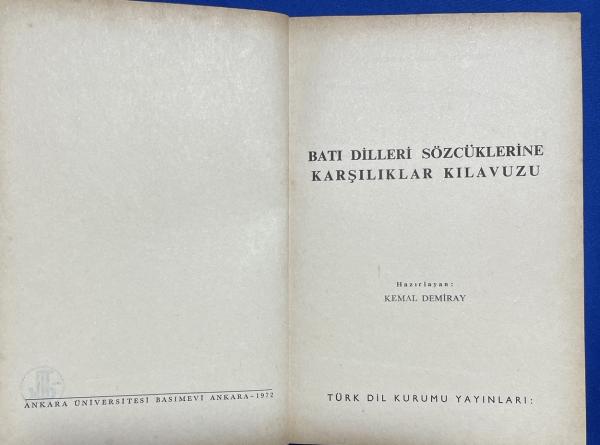 ANKARA ÜNİVERSİTESİ BASIMEVİ ANKARA-1972
BATI DİLLERİ SÖZCÜKLERİNE
KARŞILIKLAR KILAVUZU
Hazırlayan:
KEMAL DEMİRAY
TÜRK DİL KURUMU YAYINLARI: